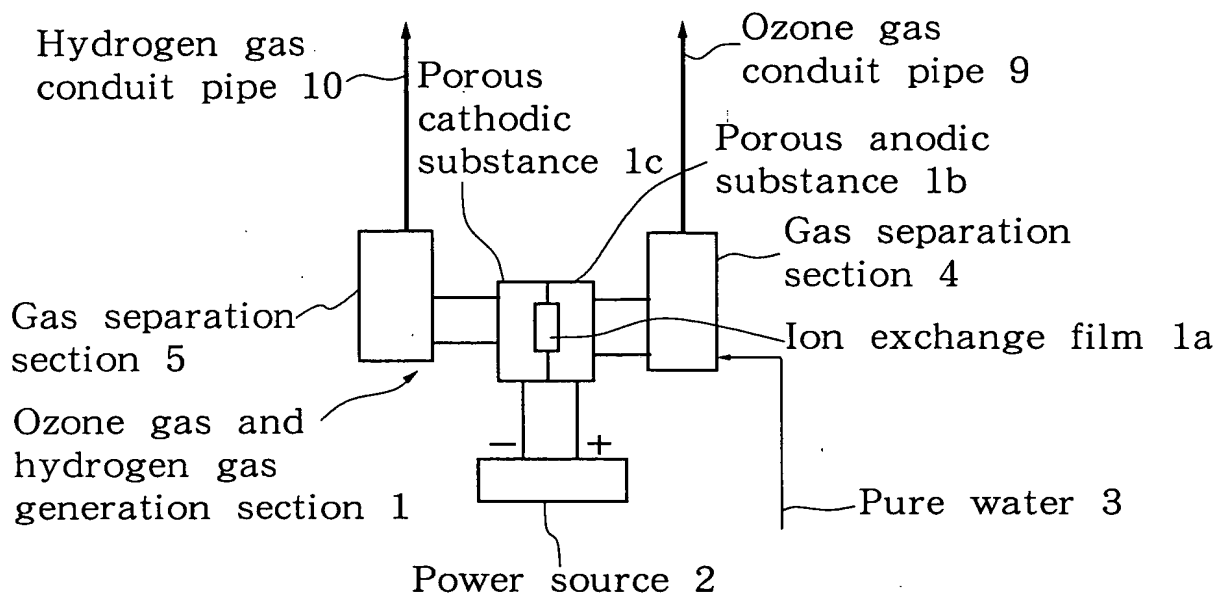 Hydrogen gas
conduit pipe 10
Porous
cathodic
substance 1c
Ozone gas
conduit pipe 9
Porous anodic
substance 1b
Gas separation
section 4
Gas separation
section 5
Ion exchange film 1a
Ozone gas and
hydrogen gas
generation section 1
− +
Pure water 3
Power source 2